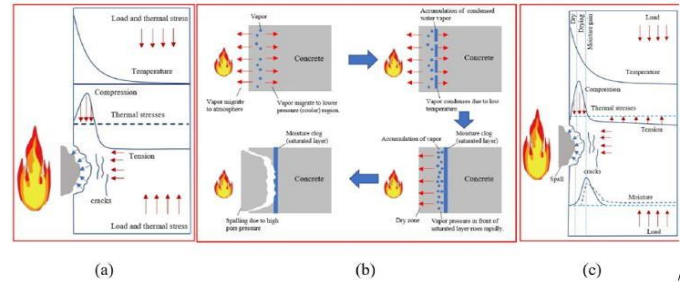 Load and thermal stress
Temperature
Compression
Thermal stresses
Tension
cracks
Load and thermal stress
(a)
Vapor
Concrete
Vapor migrate to
atmosphere
Vapor migrate to lower
pressure (cooler) region.
Accumulation of condensed
water vapor
Concrete
Vapor condenses due to low
temperature
Moisture clog
(saturated layer)
Concrete
Spalling due to high
pore pressure
Accumulation of vapor
Moisture clog
(saturated layer)
Concrete
Dry zone
Vapor pressure in front of
saturated layer rises rapidly.
(b)
Dry
Drying
Moisture gain
Load
Temperature
Compression
Thermal stresses
Tension
Spall
cracks
Moisture
Load
(c)